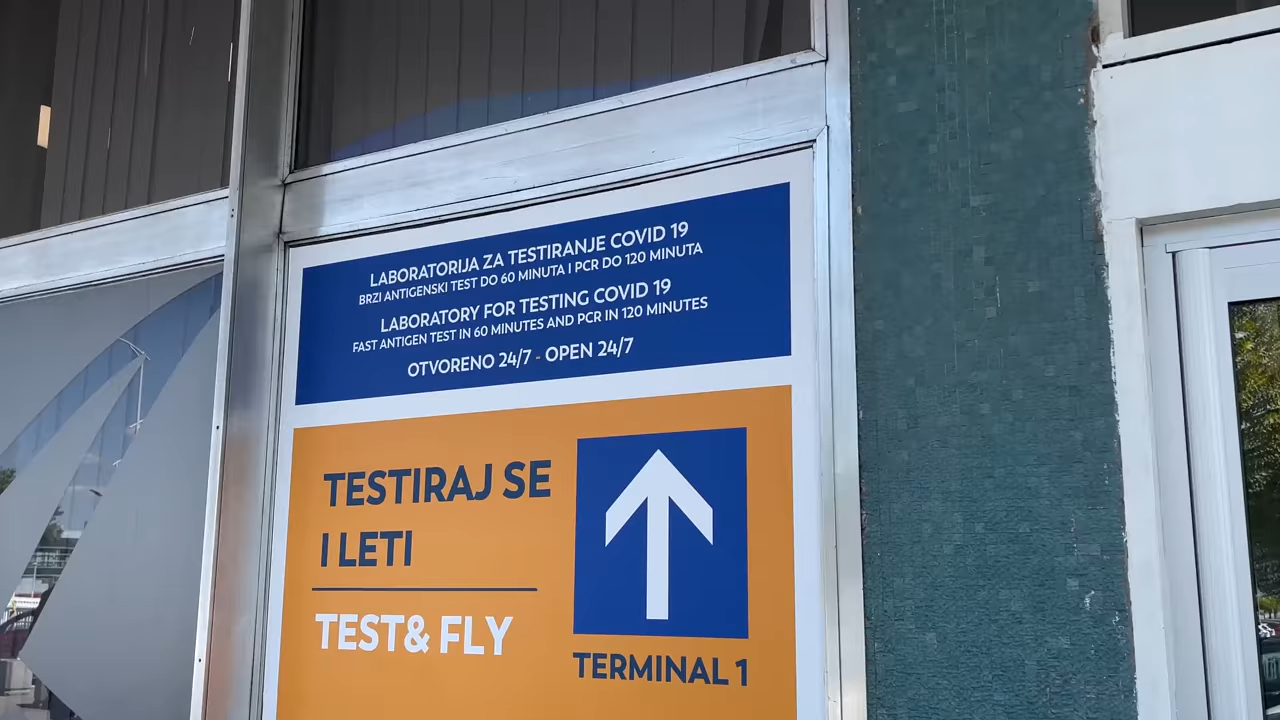 LABORATORIJA ZA TESTIRANJE COVID 19
BRZI ANTIGENSKI TEST DO 60 MINUTA I PCR DO 120 MINUTA
LABORATORY FOR TESTING COVID 19
FAST ANTIGEN TEST IN 60 MINUTES AND PCR IN 120 MINUTES
OTVORENO 24/7 - OPEN 24/7
TESTIRAJ SE
I LETI
TEST& FLY
TERMINAL 1